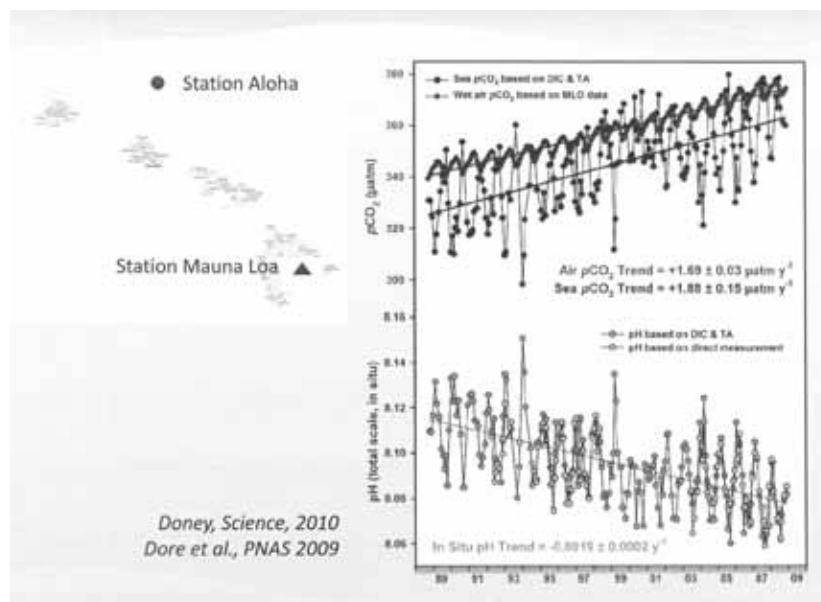 Station Aloha
Station Mauna Loa
Doney, Science, 2010
Dore et al., PNAS 2009
380
360
340
320
pCO₂ (µatm)
Sea pCO₂ based on DIC & TA
Wet air pCO₂ based on MLO data
Air pCO₂ Trend = +1.69 ± 0.03 µatm y⁻¹
Sea pCO₂ Trend = +1.88 ± 0.15 µatm y⁻¹
8.16
8.14
8.12
8.10
8.08
8.06
pH (total scale, in situ)
pH based on DIC & TA
pH based on direct measurement
In Situ pH Trend = ± 0.0002 y⁻¹
89 91 93 95 97 99 01 03 05 07 09